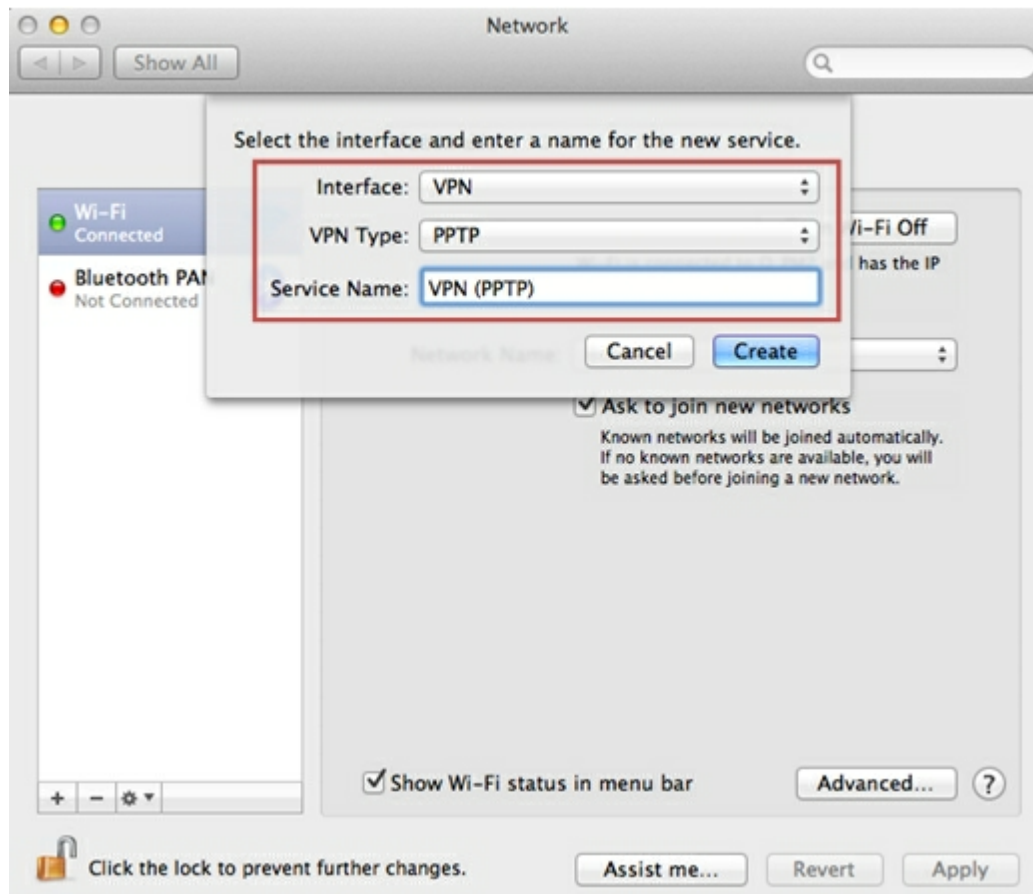 Network
Show All
Select the interface and enter a name for the new service.
Interface: VPN
VPN Type: PPTP
Service Name: VPN (PPTP)
Cancel Create
Wi-Fi
Connected
Bluetooth PAN
Not Connected
Wi-Fi Off
has the IP
Network Name:
Ask to join new networks
Known networks will be joined automatically.
If no known networks are available, you will
be asked before joining a new network.
Show Wi-Fi status in menu bar
Advanced... ?
+ −
Click the lock to prevent further changes.
Assist me... Revert Apply